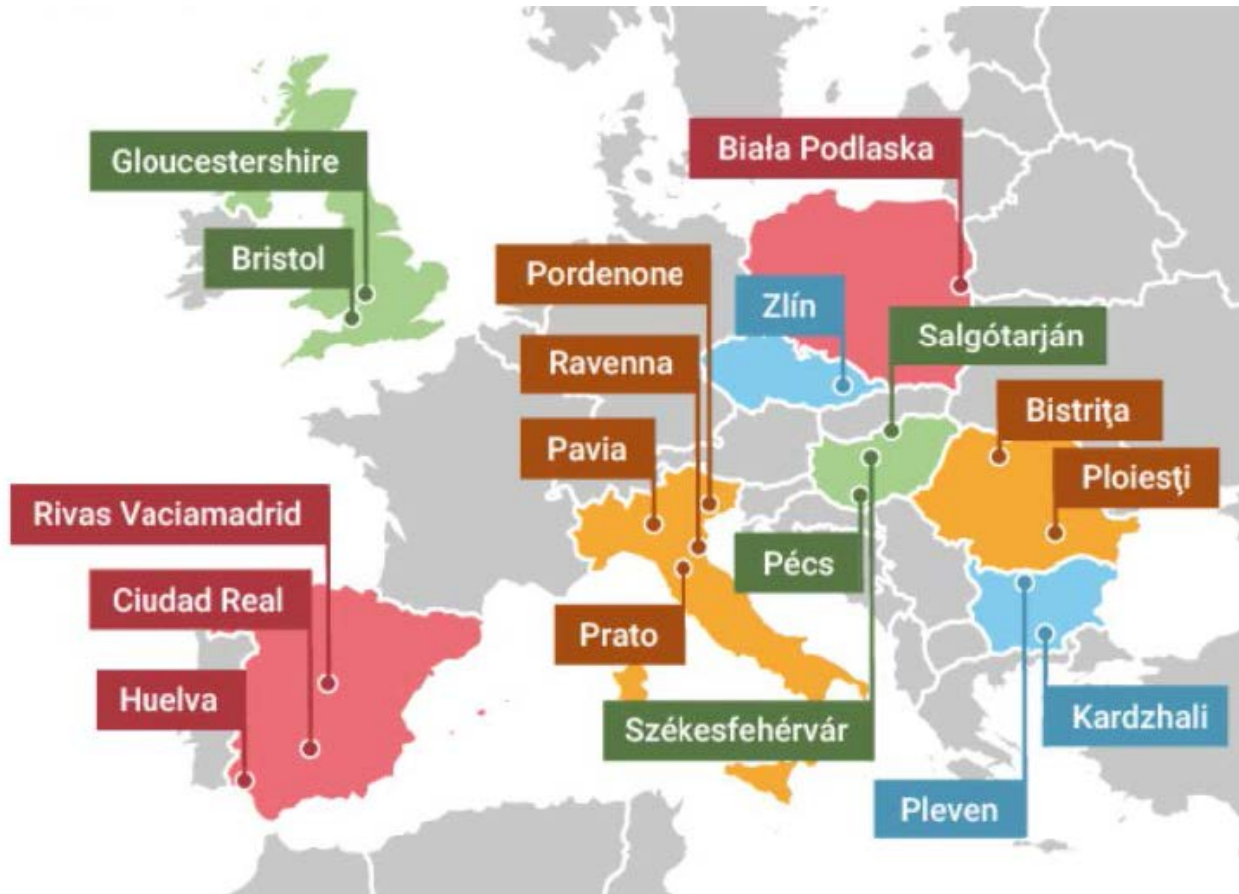 Gloucestershire
Biała Podlaska
Bristol
Pordenone
Zlín
Salgótarján
Ravenna
Bistriţa
Pavia
Ploieşţi
Rivas Vaciamadrid
Pécs
Ciudad Real
Prato
Huelva
Székesfehérvár
Kardzhali
Pleven